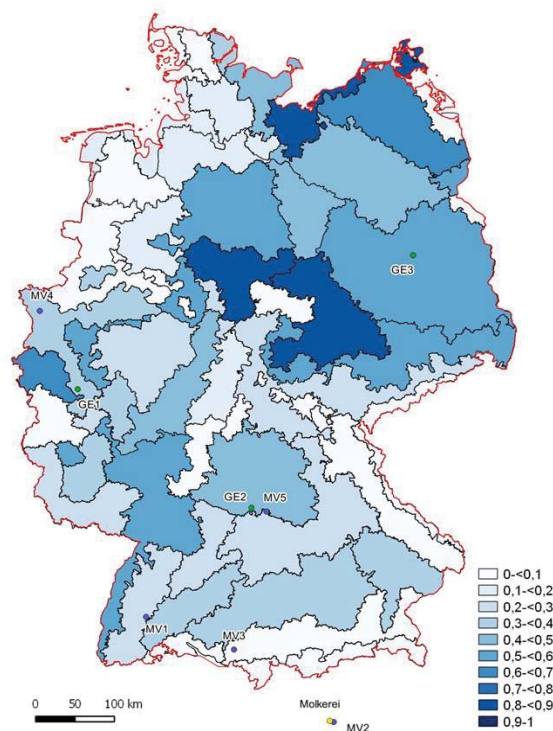 GE3
MV4
GE1
GE2
MV5
MV1
MV3
0-<0,1
0,1-<0,2
0,2-<0,3
0,3-<0,4
0,4-<0,5
0,5-<0,6
0,6-<0,7
0,7-<0,8
0,8-<0,9
0,9-1
0 50 100 km
Molkerei
MV2